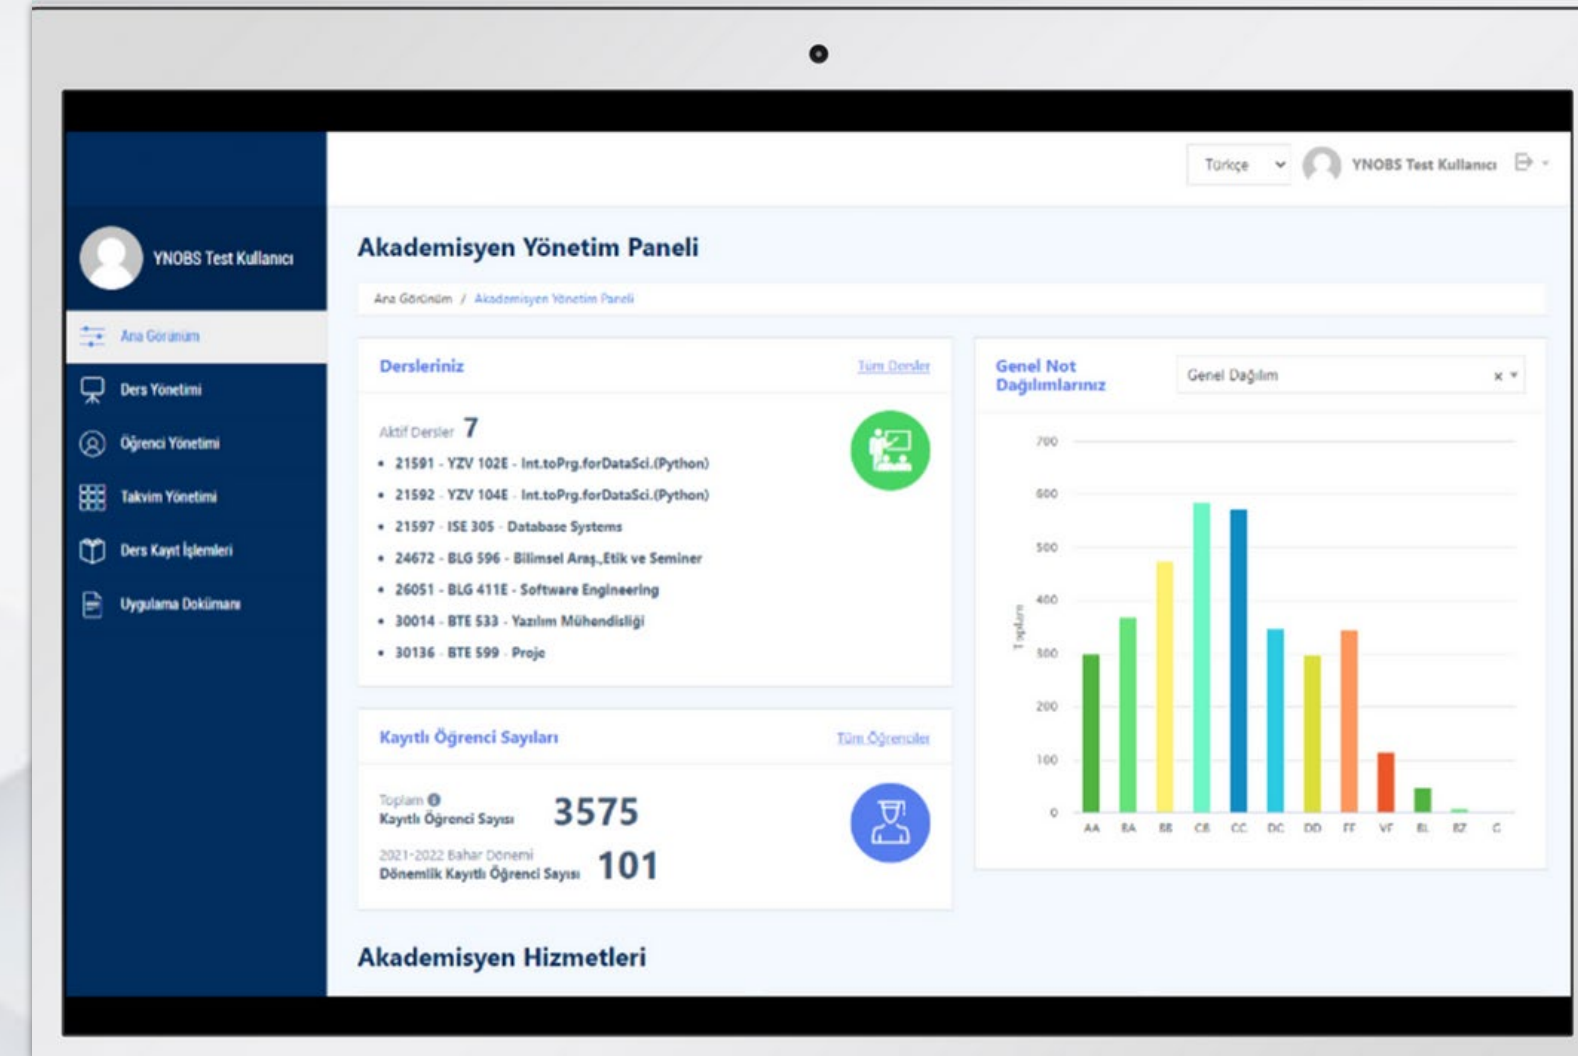 Türkçe
YNOBS Test Kullanıcı
YNOBS Test Kullanıcı
Ana Görünüm
Ders Yönetimi
Öğrenci Yönetimi
Takvim Yönetimi
Ders Kayıt İşlemleri
Uygulama Dokümanı
Akademisyen Yönetim Paneli
Ana Görünüm / Akademisyen Yönetim Paneli
Dersleriniz
Tüm Dersler
Aktif Dersler 7
• 21591 - YZV 102E - Int.toPrg.forDataSci.(Python)
• 21592 - YZV 104E - Int.toPrg.forDataSci.(Python)
• 21597 - ISE 305 - Database Systems
• 24672 - BLG 596 - Bilimsel Araş.,Etik ve Seminer
• 26051 - BLG 411E - Software Engineering
• 30014 - BTE 533 - Yazılım Mühendisliği
• 30136 - BTE 599 - Proje
Kayıtlı Öğrenci Sayıları
Tüm Öğrenciler
Toplam
Kayıtlı Öğrenci Sayısı 3575
2021-2022 Bahar Dönemi
Dönemlik Kayıtlı Öğrenci Sayısı 101
Genel Not
Dağılımlarınız
Genel Dağılım x
700
600
500
400
300
200
100
0
Toplam
AA BA BB CB CC DC DD FF VF BL BZ G
Akademisyen Hizmetleri